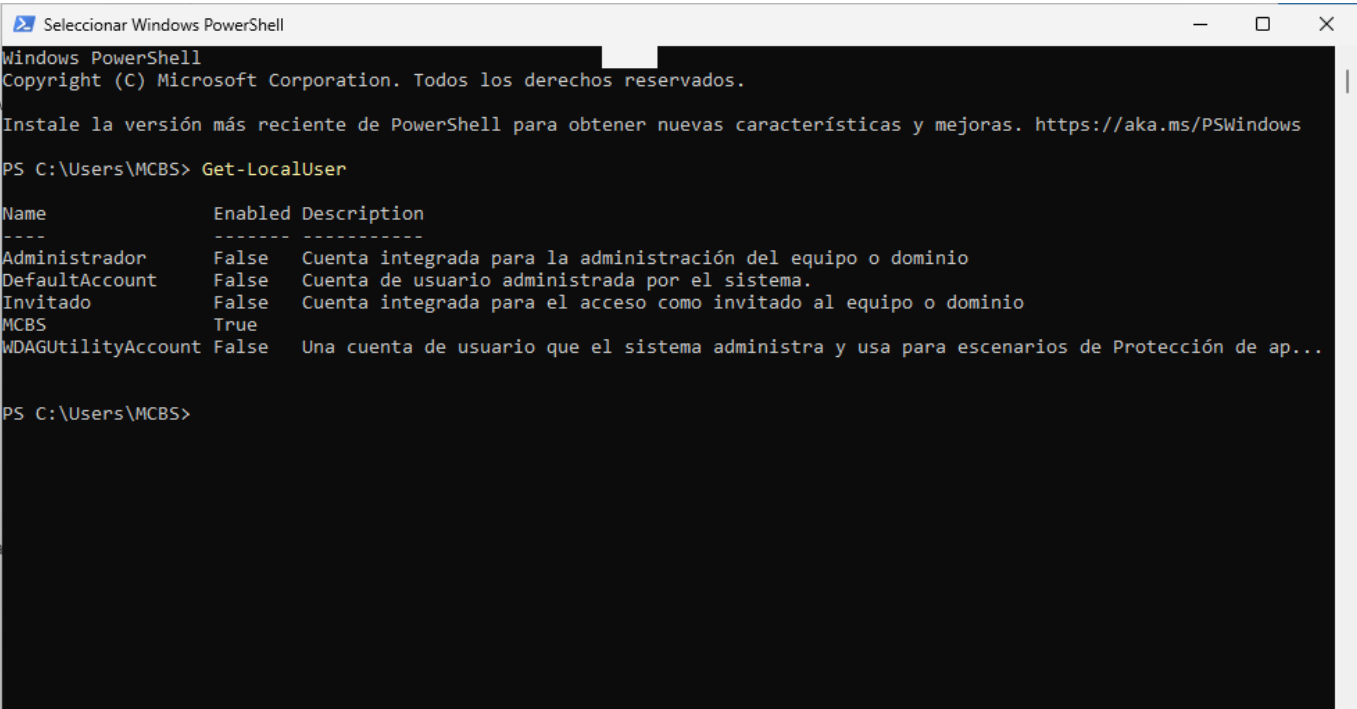 Seleccionar Windows PowerShell
Windows PowerShell
Copyright (C) Microsoft Corporation. Todos los derechos reservados.
Instale la versión más reciente de PowerShell para obtener nuevas características y mejoras. https://aka.ms/PSWindows
PS C:\Users\MCBS> Get-LocalUser
Name Enabled Description
---- ------- -----------
Administrador False Cuenta integrada para la administración del equipo o dominio
DefaultAccount False Cuenta de usuario administrada por el sistema.
Invitado False Cuenta integrada para el acceso como invitado al equipo o dominio
MCBS True
WDAGUtilityAccount False Una cuenta de usuario que el sistema administra y usa para escenarios de Protección de ap...
PS C:\Users\MCBS>